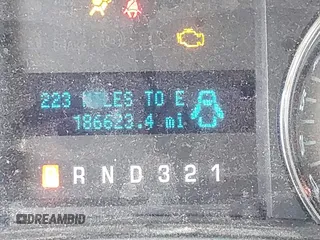 223 MILES TO E
186623.4 mi
P R N D 3 2 1
DREAMBID